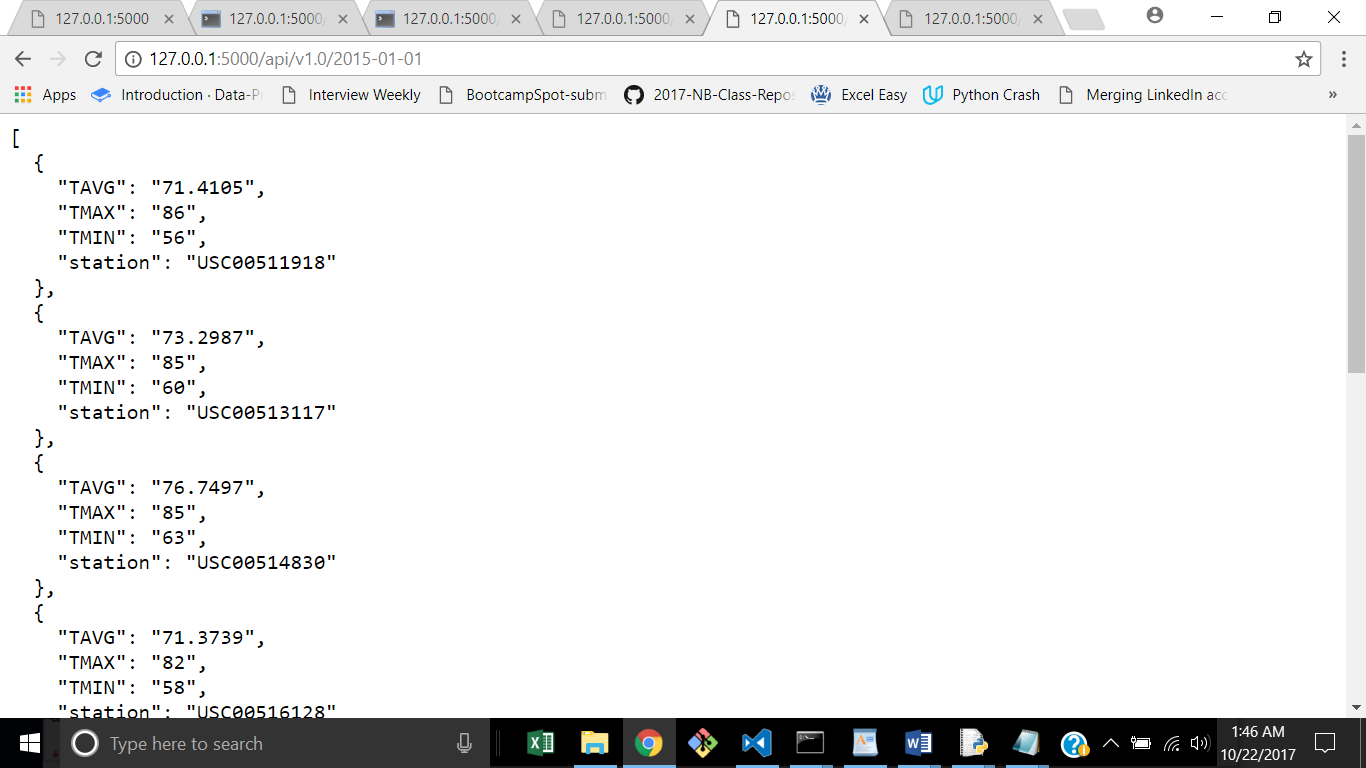 127.0.0.1:5000 127.0.0.1:5000/ 127.0.0.1:5000/ 127.0.0.1:5000/ 127.0.0.1:5000/ 127.0.0.1:5000/
127.0.0.1:5000/api/v1.0/2015-01-01
Apps Introduction · Data-Pr Interview Weekly BootcampSpot-subm 2017-NB-Class-Repos Excel Easy Python Crash Merging LinkedIn acc »
[
{
"TAVG": "71.4105",
"TMAX": "86",
"TMIN": "56",
"station": "USC00511918"
},
{
"TAVG": "73.2987",
"TMAX": "85",
"TMIN": "60",
"station": "USC00513117"
},
{
"TAVG": "76.7497",
"TMAX": "85",
"TMIN": "63",
"station": "USC00514830"
},
{
"TAVG": "71.3739",
"TMAX": "82",
"TMIN": "58",
"station": "USC00516128"
Type here to search
1:46 AM
10/22/2017